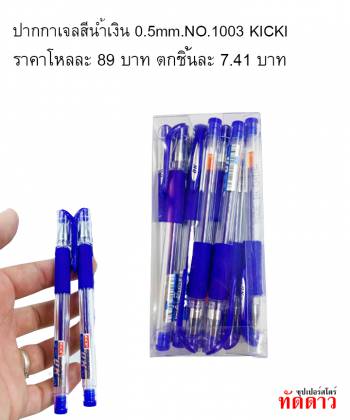 ปากกาเจลสีน้ำเงิน 0.5mm.NO.1003 KICKI
ราคาโหลละ 89 บาท ตกชิ้นละ 7.41 บาท
KICKI
KICKI
ซุปเปอร์สโตร์
ทัดดาว